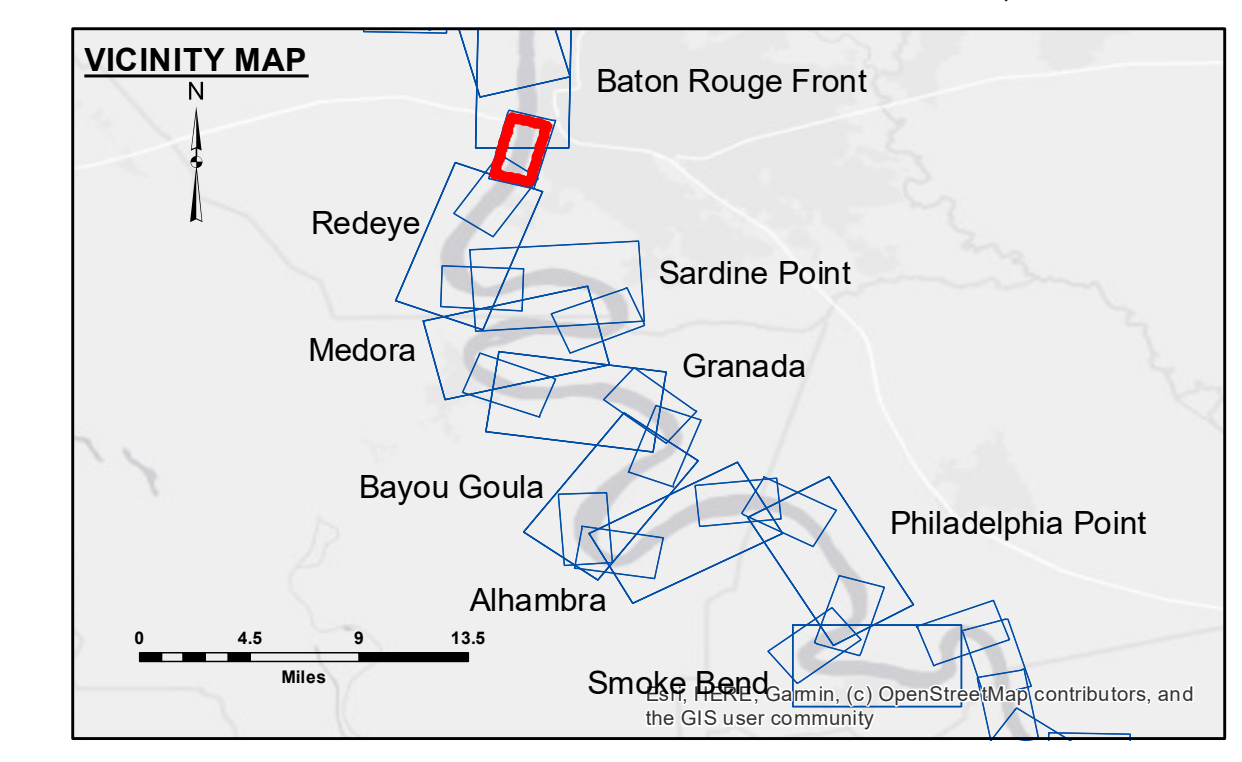 VICINITY MAP
N
Baton Rouge Front
Redeye
Sardine Point
Medora
Granada
Bayou Goula
Philadelphia Point
Alhambra
0 4.5 9 13.5
Miles
Smoke Bend
Esri, HERE, Garmin, (c) OpenStreetMap contributors, and
the GIS user community